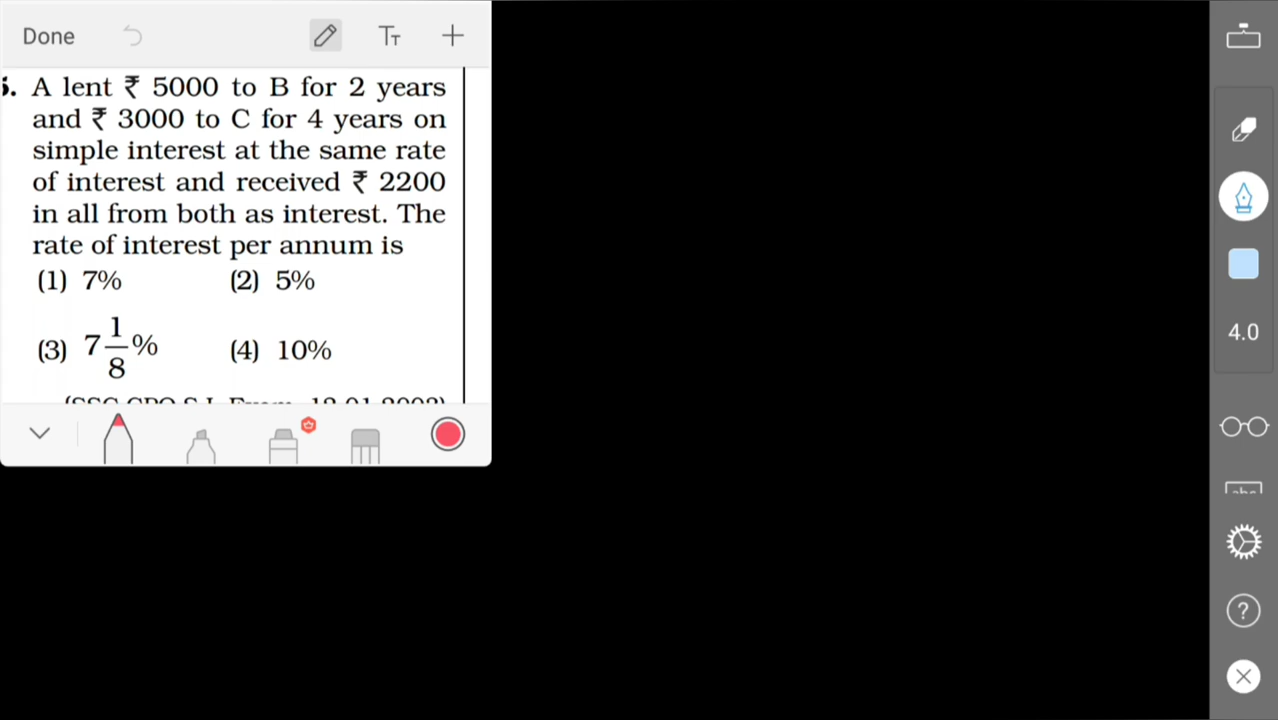 Done
5. A lent ₹ 5000 to B for 2 years
and ₹ 3000 to C for 4 years on
simple interest at the same rate
of interest and received ₹ 2200
in all from both as interest. The
rate of interest per annum is
(1) 7% (2) 5%
(3) 7 1/8 % (4) 10%
4.0
abc
?